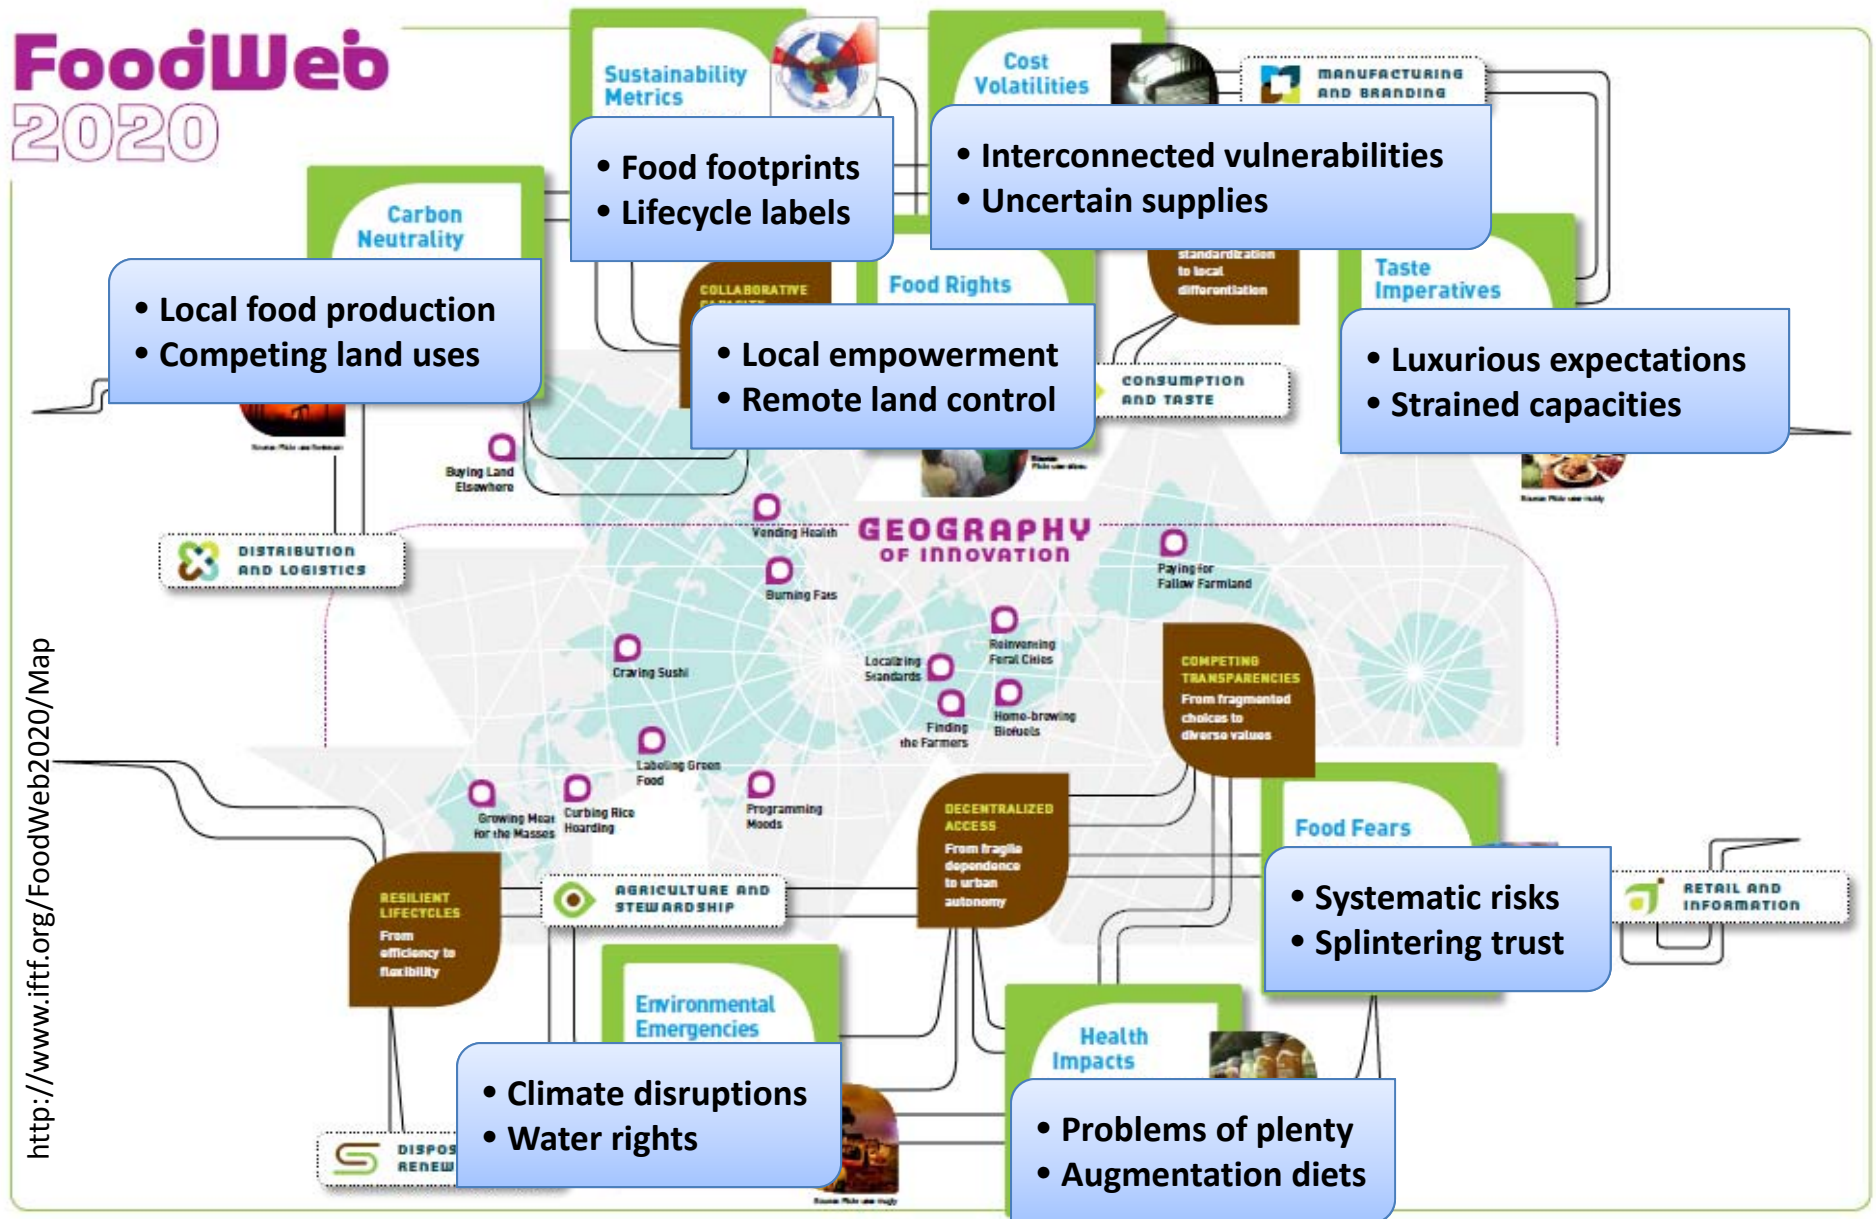 FoodWeb
2020
Sustainability
Metrics
• Food footprints
• Lifecycle labels
Cost
Volatilities
• Interconnected vulnerabilities
• Uncertain supplies
MANUFACTURING
AND BRANDING
Carbon
Neutrality
• Local food production
• Competing land uses
COLLABORATIVE
Food Rights
• Local empowerment
• Remote land control
standardization
to local
differentiation
Taste
Imperatives
• Luxurious expectations
• Strained capacities
CONSUMPTION
AND TASTE
Buying Land
Elsewhere
DISTRIBUTION
AND LOGISTICS
Vending Health
GEOGRAPHY
OF INNOVATION
Burning Fats
Paying for
Fallow Farmland
Craving Sushi
Localizing
Standards
Reinventing
Feral Cities
Finding
the Farmers
Home-brewing
Biofuels
COMPETING
TRANSPARENCIES
From fragmented
choices to
diverse values
Labeling Green
Food
Growing Meat
for the Masses
Curbing Rice
Hoarding
Programming
Moods
DECENTRALIZED
ACCESS
From fragile
dependence
to urban
autonomy
Food Fears
• Systematic risks
• Splintering trust
RETAIL AND
INFORMATION
RESILIENT
LIFECYCLES
From
efficiency to
flexibility
AGRICULTURE AND
STEWARDSHIP
Environmental
Emergencies
• Climate disruptions
• Water rights
Health
Impacts
• Problems of plenty
• Augmentation diets
http://www.iftf.org/FoodWeb2020/Map